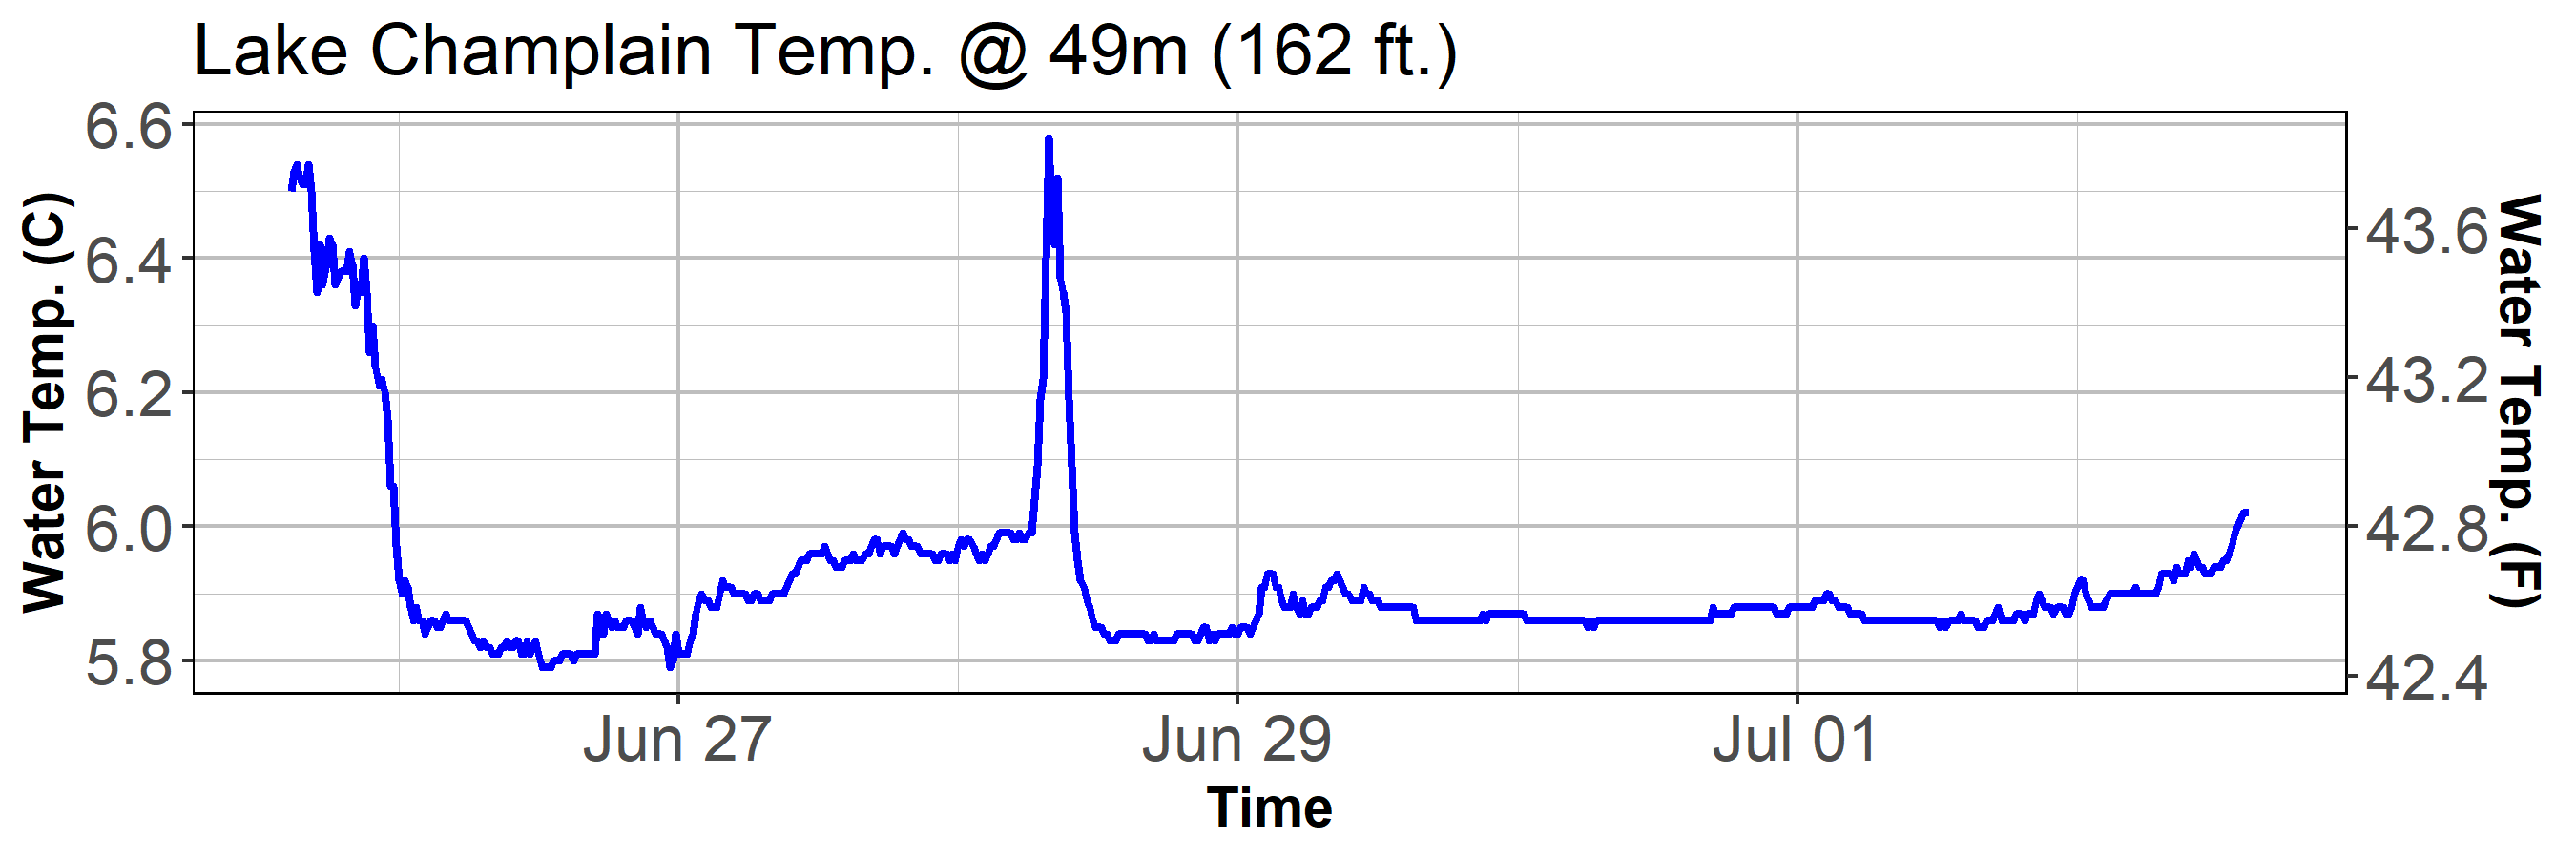 Lake Champlain Temp. @ 49m (162 ft.)
Water Temp. (C)
6.6
6.4
6.2
6.0
5.8
43.6
43.2
42.8
42.4
Water Temp. (F)
Jun 27
Jun 29
Jul 01
Time